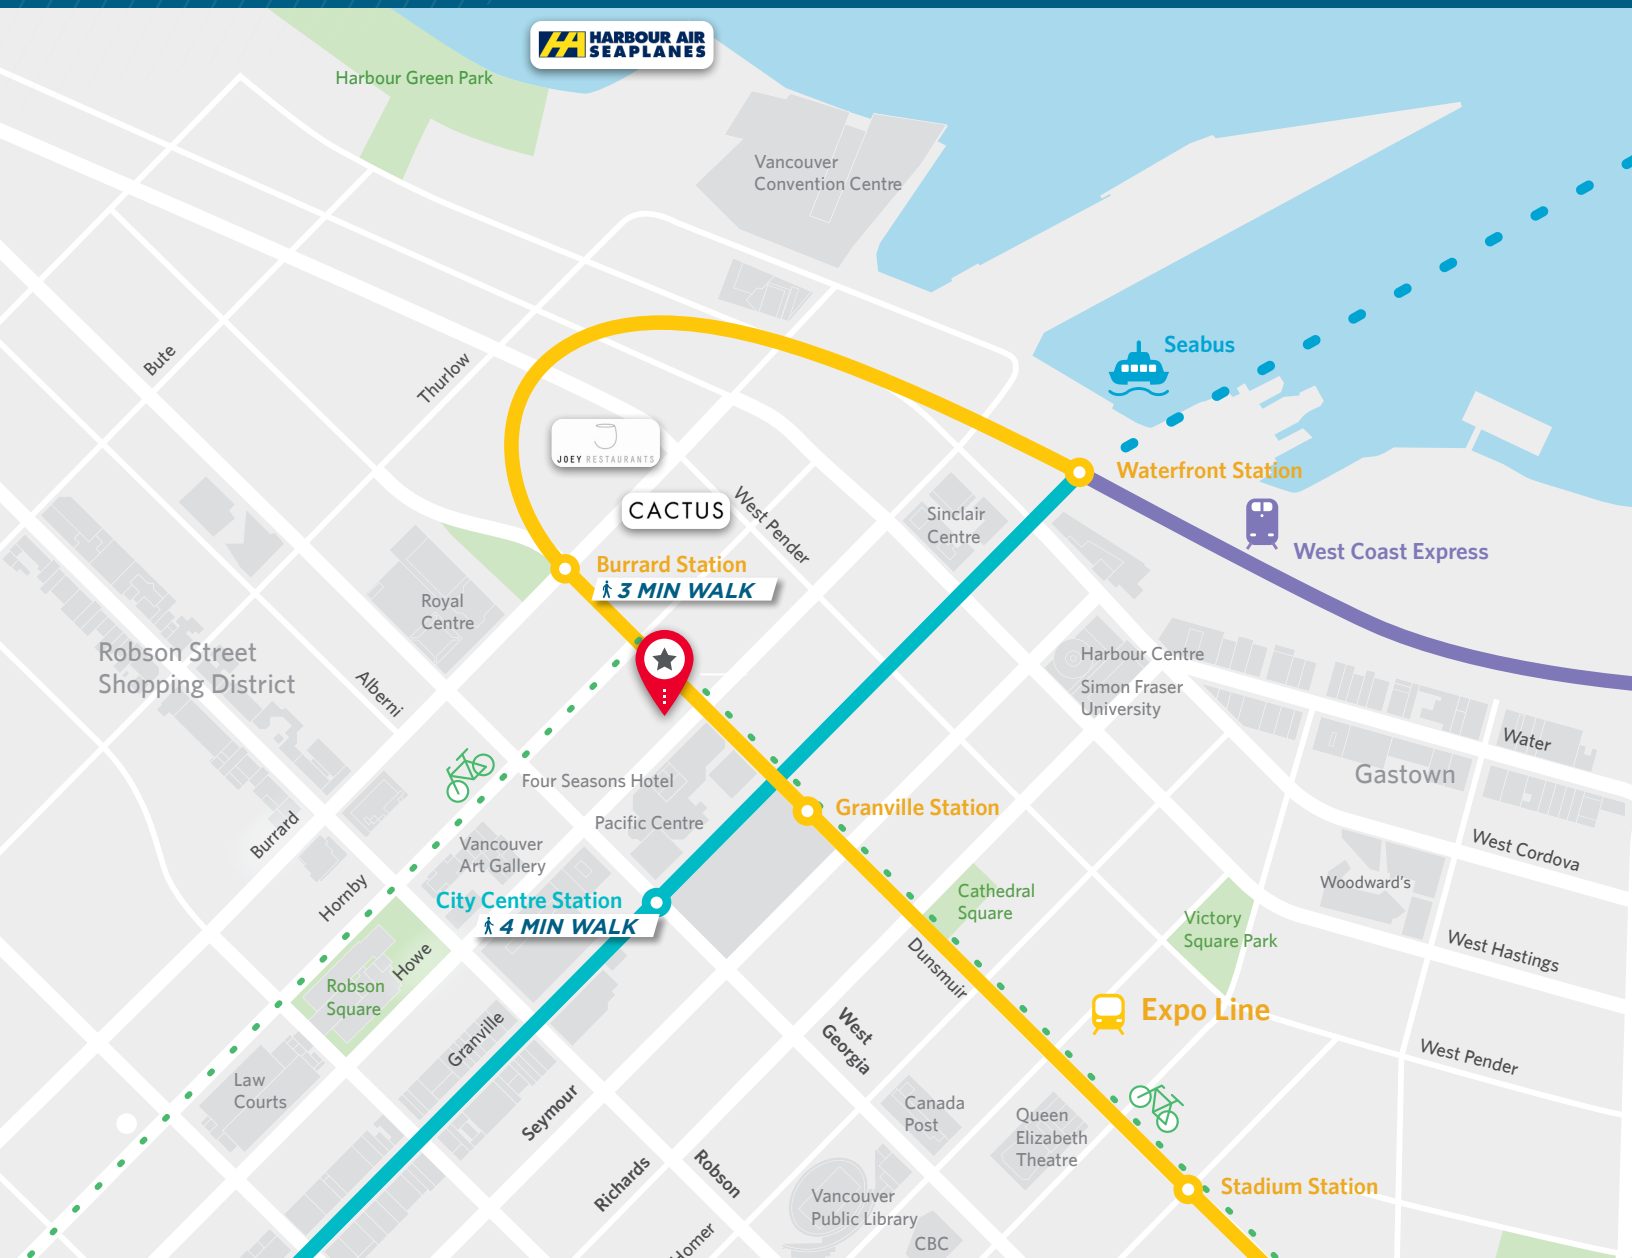 HARBOUR AIR
SEAPLANES
Harbour Green Park
Vancouver
Convention Centre
Seabus
Bute
Thurlow
JOEY RESTAURANTS
CACTUS
West Pender
Waterfront Station
Sinclair
Centre
West Coast Express
Burrard Station
3 MIN WALK
Royal
Centre
Robson Street
Shopping District
Alberni
Harbour Centre
Simon Fraser
University
Water
Gastown
Four Seasons Hotel
Pacific Centre
Granville Station
Burrard
Vancouver
Art Gallery
West Cordova
Woodward's
Hornby
City Centre Station
4 MIN WALK
Cathedral
Square
Victory
Square Park
Howe
Dunsmuir
West Hastings
Robson
Square
Expo Line
Granville
West
Georgia
West Pender
Law
Courts
Seymour
Canada
Post
Queen
Elizabeth
Theatre
Richards
Robson
Vancouver
Public Library
Stadium Station
Homer
CBC